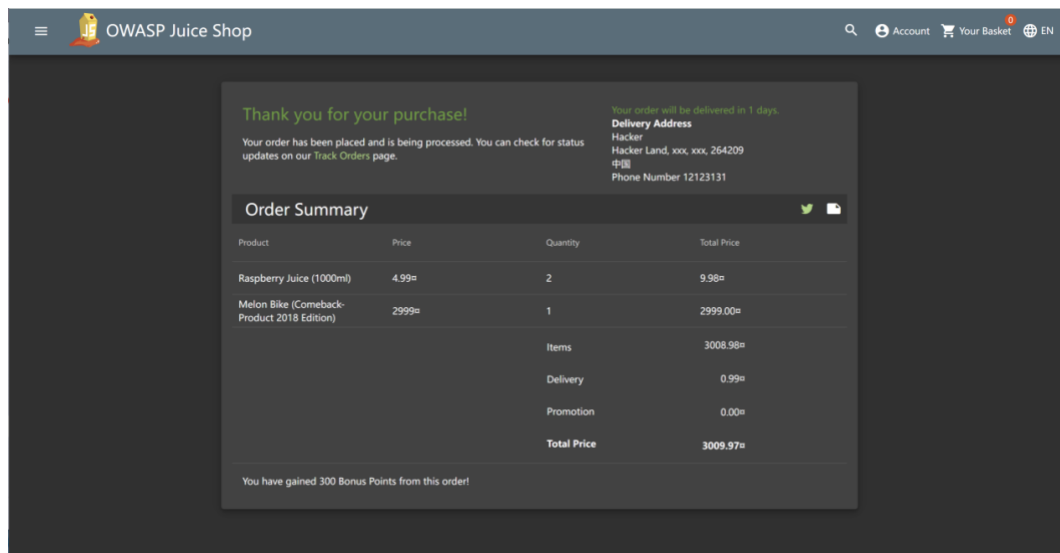 OWASP Juice Shop
0
Account Your Basket EN
Thank you for your purchase!
Your order has been placed and is being processed. You can check for status
updates on our Track Orders page.
Your order will be delivered in 1 days.
Delivery Address
Hacker
Hacker Land, xxx, xxx, 264209
中国
Phone Number 12123131
Order Summary
Product Price Quantity Total Price
Raspberry Juice (1000ml) 4.99¤ 2 9.98¤
Melon Bike (Comeback-
Product 2018 Edition) 2999¤ 1 2999.00¤
Items 3008.98¤
Delivery 0.99¤
Promotion 0.00¤
Total Price 3009.97¤
You have gained 300 Bonus Points from this order!